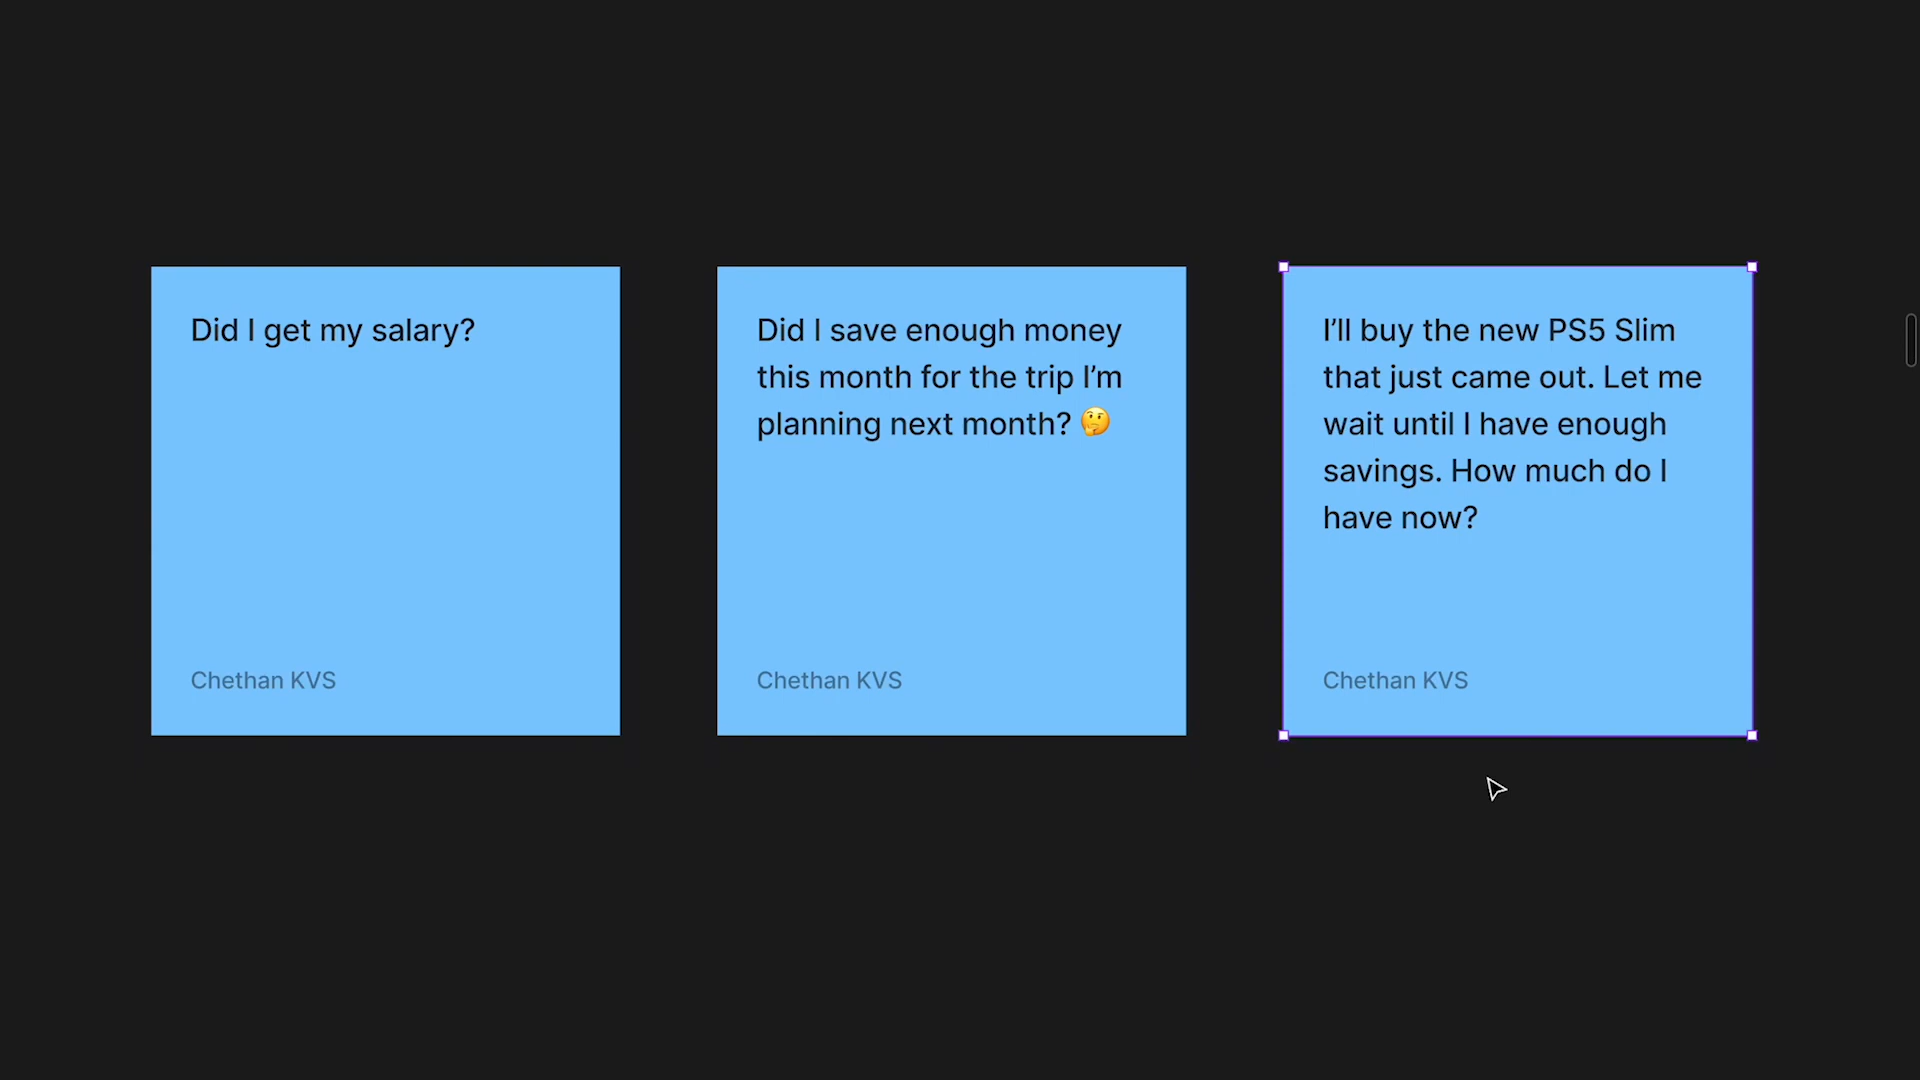 Did I get my salary?
Chethan KVS
Did I save enough money
this month for the trip I’m
planning next month? 🤔
Chethan KVS
I’ll buy the new PS5 Slim
that just came out. Let me
wait until I have enough
savings. How much do I
have now?
Chethan KVS